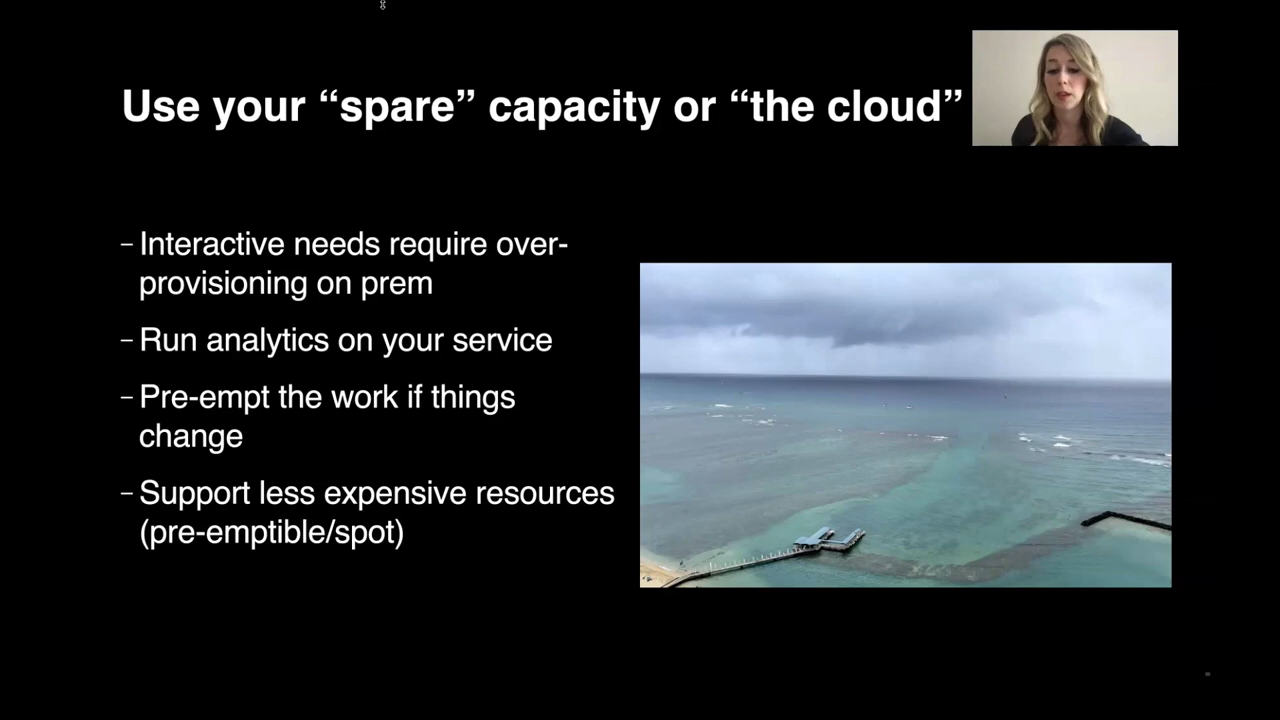 Use your “spare” capacity or “the cloud”
– Interactive needs require over-
provisioning on prem
– Run analytics on your service
– Pre-empt the work if things
change
– Support less expensive resources
(pre-emptible/spot)